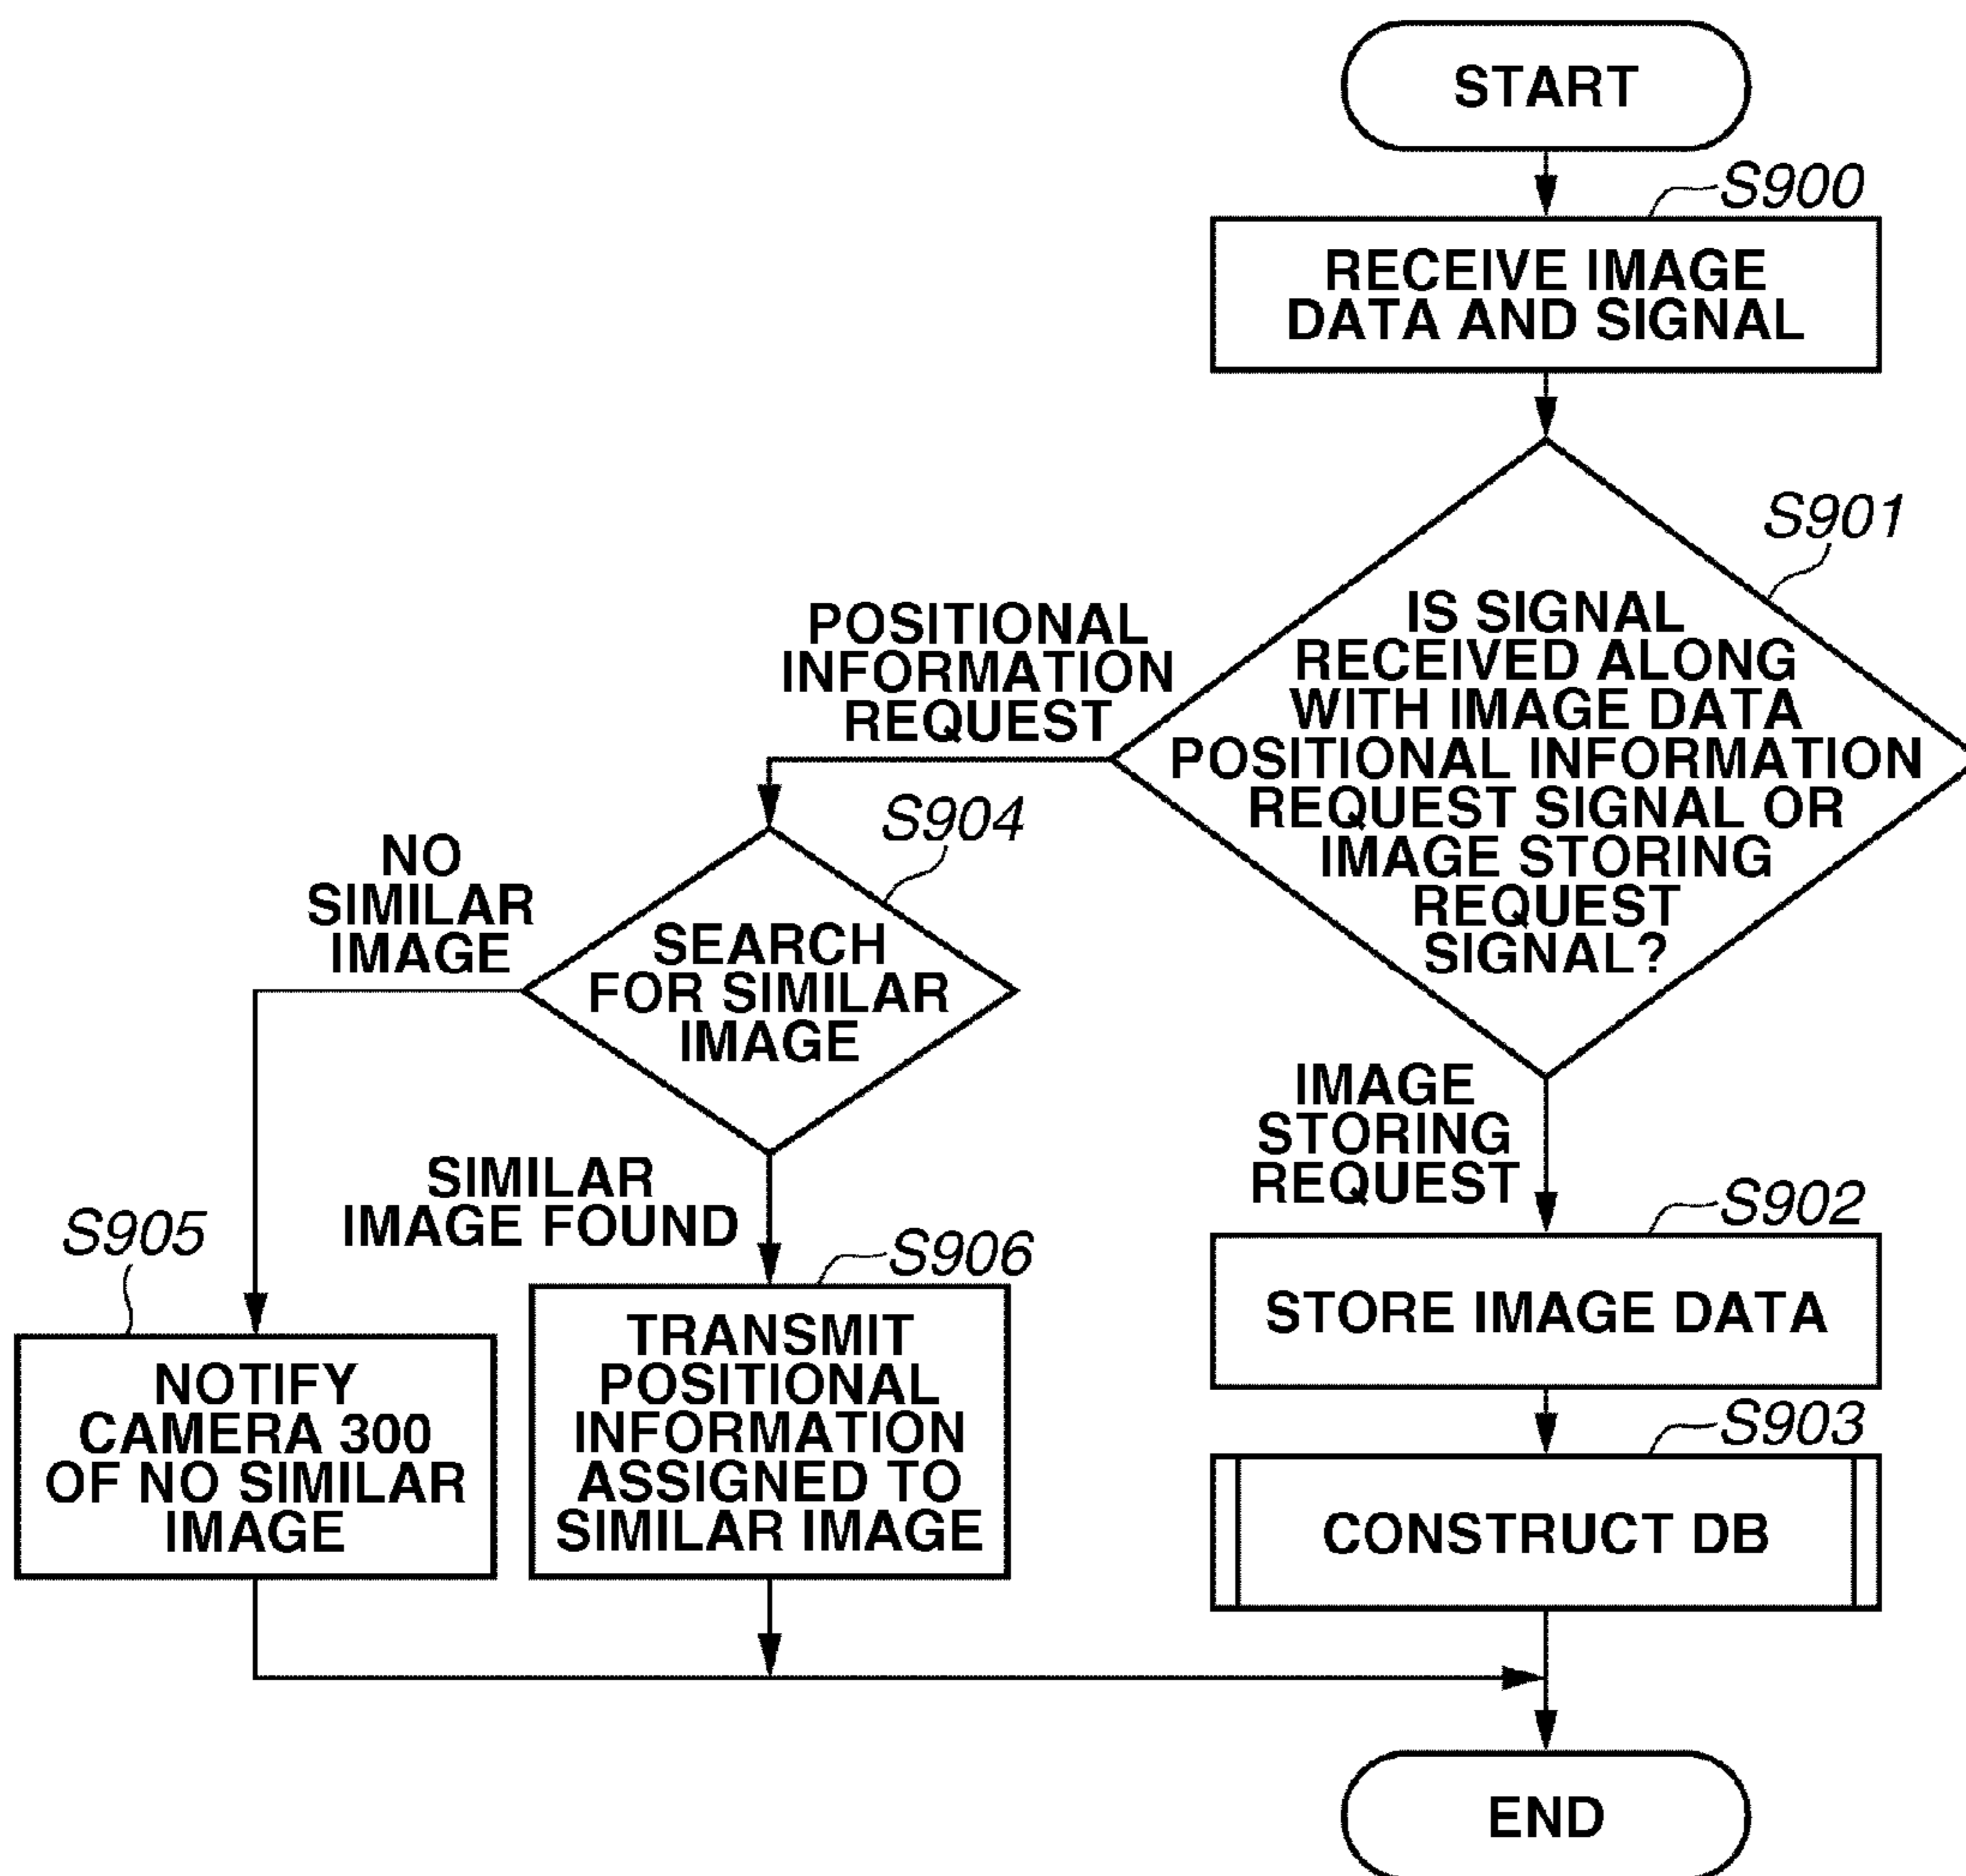 START
S900
RECEIVE IMAGE
DATA AND SIGNAL
S901
IS SIGNAL
RECEIVED ALONG
WITH IMAGE DATA
POSITIONAL INFORMATION
REQUEST SIGNAL OR
IMAGE STORING
REQUEST
SIGNAL?
POSITIONAL
INFORMATION
REQUEST
S904
SEARCH
FOR SIMILAR
IMAGE
NO
SIMILAR
IMAGE
SIMILAR
IMAGE FOUND
IMAGE
STORING
REQUEST
S905
NOTIFY
CAMERA 300
OF NO SIMILAR
IMAGE
S906
TRANSMIT
POSITIONAL
INFORMATION
ASSIGNED TO
SIMILAR IMAGE
S902
STORE IMAGE DATA
S903
CONSTRUCT DB
END